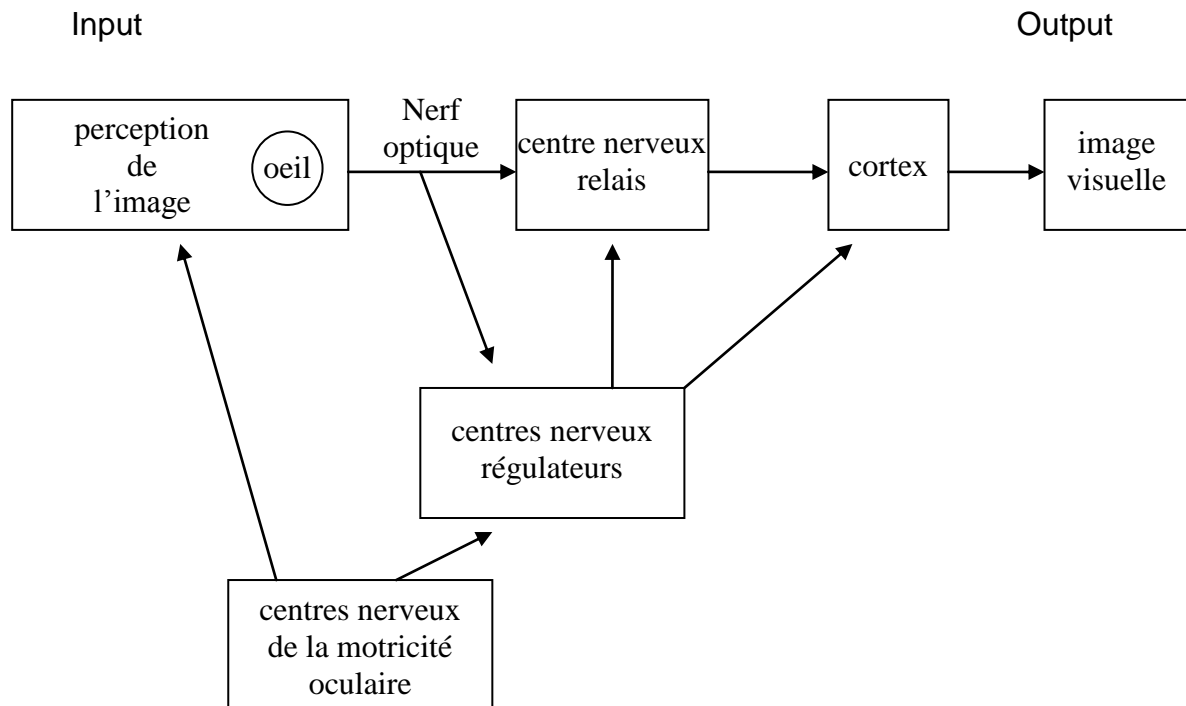 Input
Output
perception
de
l'image
oeil
Nerf
optique
centre nerveux
relais
cortex
image
visuelle
centres nerveux
régulateurs
centres nerveux
de la motricité
oculaire